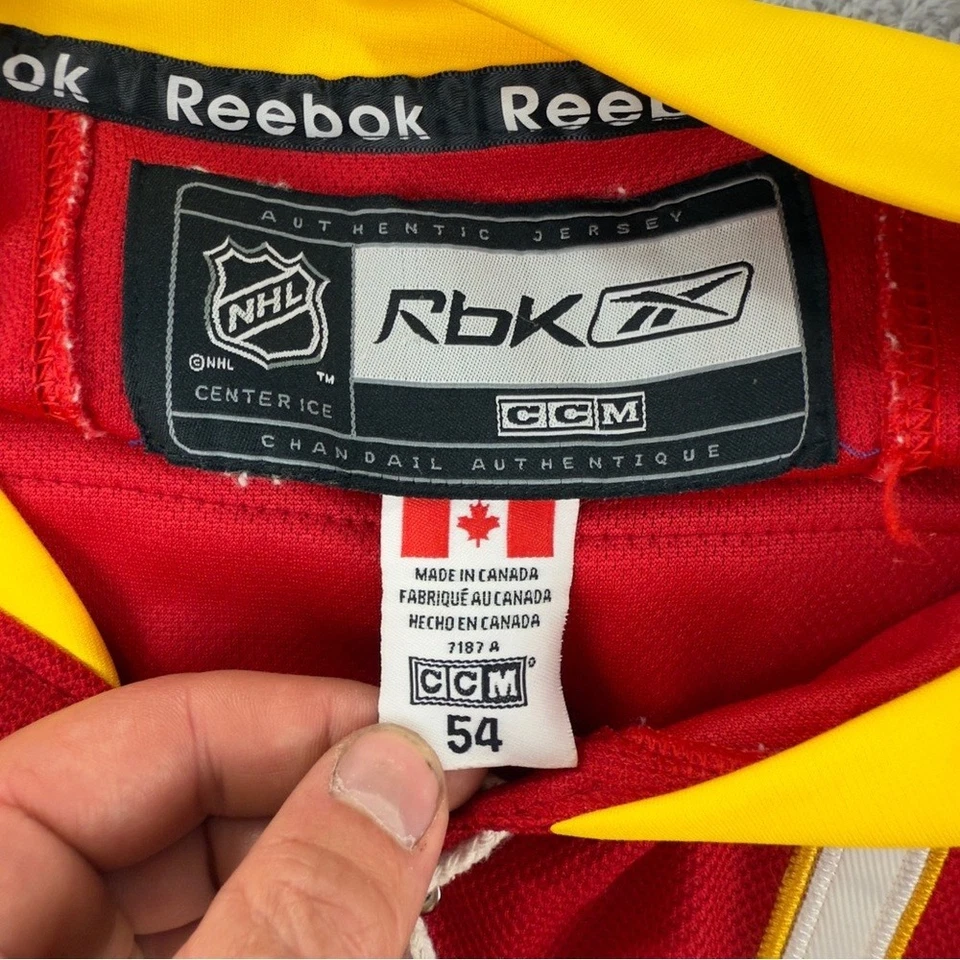 ok Reebok Reeb
AUTHENTIC JERSEY
NHL
©NHL
TM
CENTER ICE
RbK
CCM
CHANDAIL AUTHENTIQUE
MADE IN CANADA
FABRIQUÉ AU CANADA
HECHO EN CANADA
7187 A
CCM
54